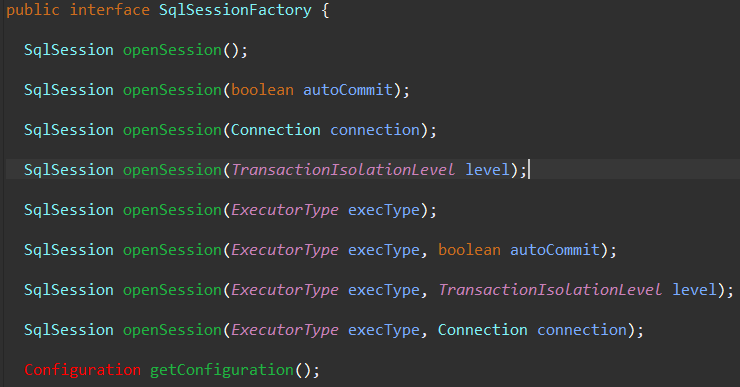 public interface SqlSessionFactory {
SqlSession openSession();
SqlSession openSession(boolean autoCommit);
SqlSession openSession(Connection connection);
SqlSession openSession(TransactionIsolationLevel level);
SqlSession openSession(ExecutorType execType);
SqlSession openSession(ExecutorType execType, boolean autoCommit);
SqlSession openSession(ExecutorType execType, TransactionIsolationLevel level);
SqlSession openSession(ExecutorType execType, Connection connection);
Configuration getConfiguration();